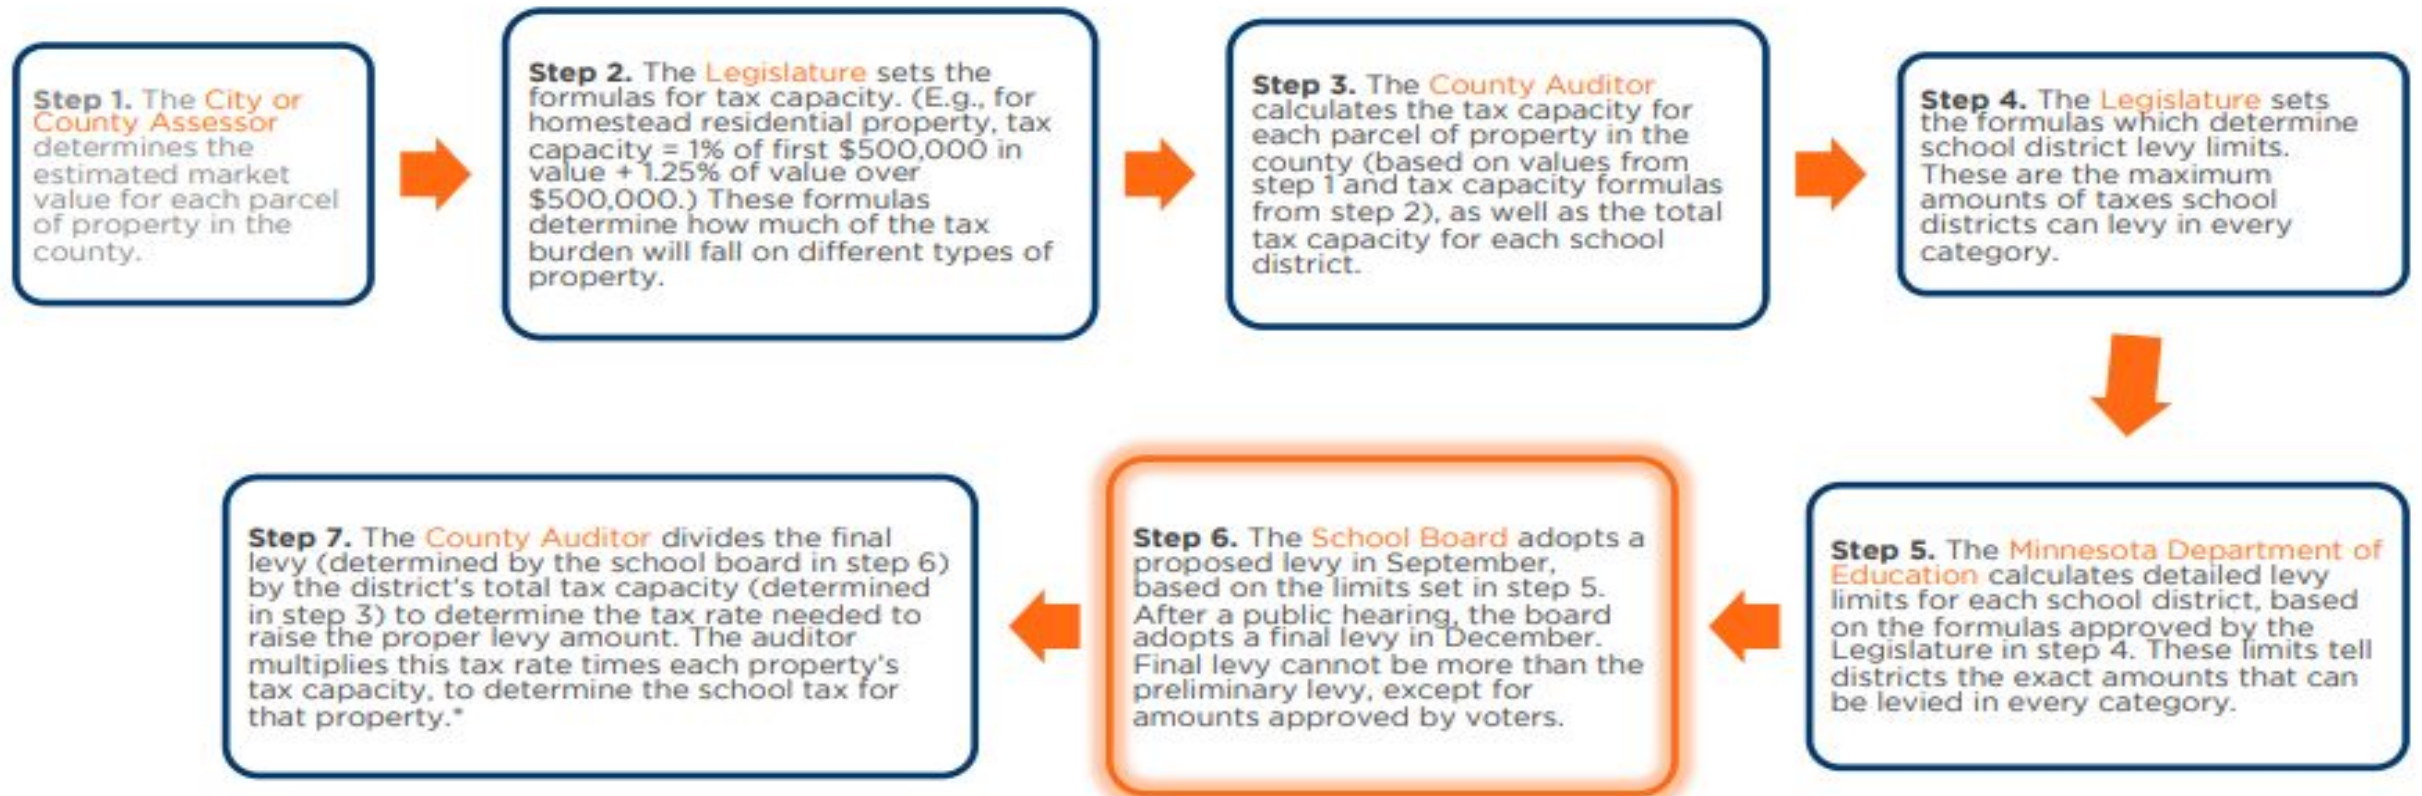 Step 1. The City or
County Assessor
determines the
estimated market
value for each parcel
of property in the
county.
Step 2. The Legislature sets the
formulas for tax capacity. (E.g., for
homestead residential property, tax
capacity = 1% of first $500,000 in
value + 1.25% of value over
$500,000.) These formulas
determine how much of the tax
burden will fall on different types of
property.
Step 3. The County Auditor
calculates the tax capacity for
each parcel of property in the
county (based on values from
step 1 and tax capacity formulas
from step 2), as well as the total
tax capacity for each school
district.
Step 4. The Legislature sets
the formulas which determine
school district levy limits.
These are the maximum
amounts of taxes school
districts can levy in every
category.
Step 5. The Minnesota Department of
Education calculates detailed levy
limits for each school district, based
on the formulas approved by the
Legislature in step 4. These limits tell
districts the exact amounts that can
be levied in every category.
Step 6. The School Board adopts a
proposed levy in September,
based on the limits set in step 5.
After a public hearing, the board
adopts a final levy in December.
Final levy cannot be more than the
preliminary levy, except for
amounts approved by voters.
Step 7. The County Auditor divides the final
levy (determined by the school board in step 6)
by the district's total tax capacity (determined
in step 3) to determine the tax rate needed to
raise the proper levy amount. The auditor
multiplies this tax rate times each property's
tax capacity, to determine the school tax for
that property.*